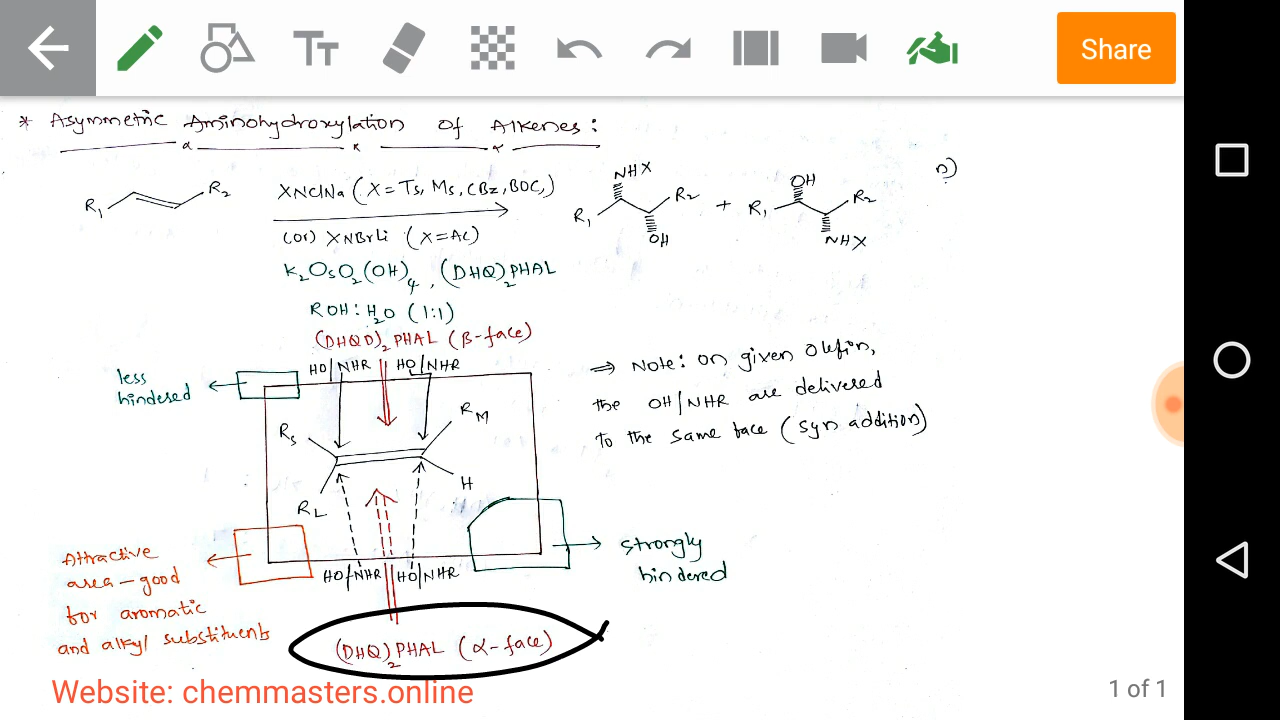 Share
* Asymmetric Aminohydroxylation of Alkenes:
R1 R2
XNClNa (X=Ts, Ms, CBz, BOC,)
(or) XNBrLi (X=Ac)
K2OsO2(OH)4, (DHQ)2PHAL
ROH:H2O (1:1)
NHX
R1 R2
OH
+
OH
R1 R2
NHX
n)
(DHQD)2 PHAL (β-face)
HO/NHR HO/NHR
less
hindered
Rs RM
RL H
⇒ Note: on given olefin,
the OH/NHR are delivered
to the same face (syn addition)
Attractive
area - good
for aromatic
and alkyl substituents
strongly
hindered
HO/NHR HO/NHR
(DHQ)2PHAL (α-face)
Website: chemmasters.online
1 of 1